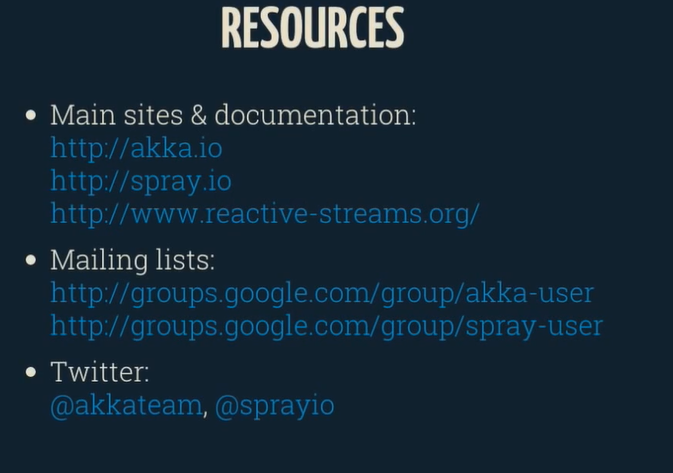 RESOURCES
Main sites & documentation:
http://akka.io
http://spray.io
http://www.reactive-streams.org/
Mailing lists:
http://groups.google.com/group/akka-user
http://groups.google.com/group/spray-user
Twitter:
@akkateam, @sprayio